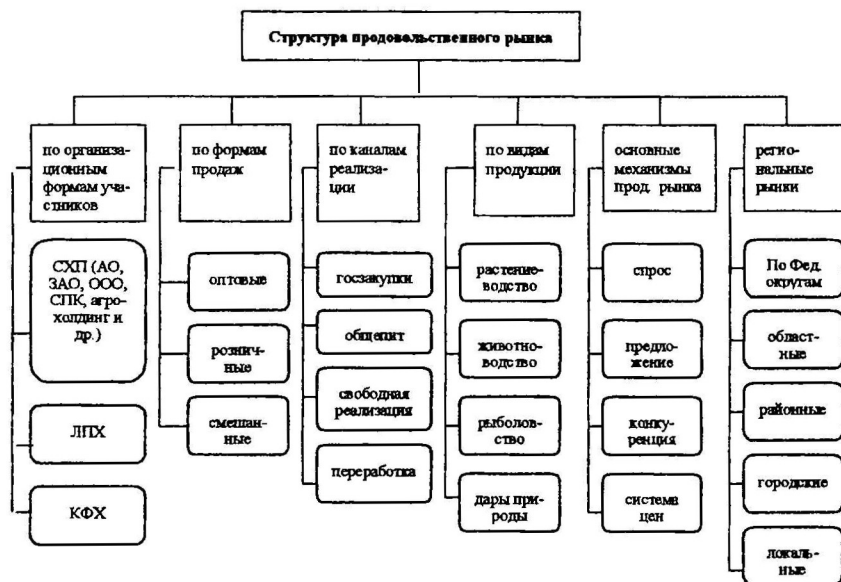 Структура продовольственного рынка
по организа-
ционным
формам уча-
стников
СХП (АО,
ЗАО, ООО,
СПК, агро-
холдинг и
др.)
ЛПХ
КФХ
по формам
продаж
оптовые
рознич-
ные
смешан-
ные
по каналам
реализа-
ции
госзакупки
общепит
свободная
реализация
переработка
по видам
продукции
растение-
водство
животно-
водство
рыболов-
ство
дары при-
роды
основные
механизмы
прод. рынка
спрос
предло-
жение
конку-
ренция
система
цен
регио-
нальные
рынки
По Фед.
округам
област-
ные
районные
городские
локаль-
ные